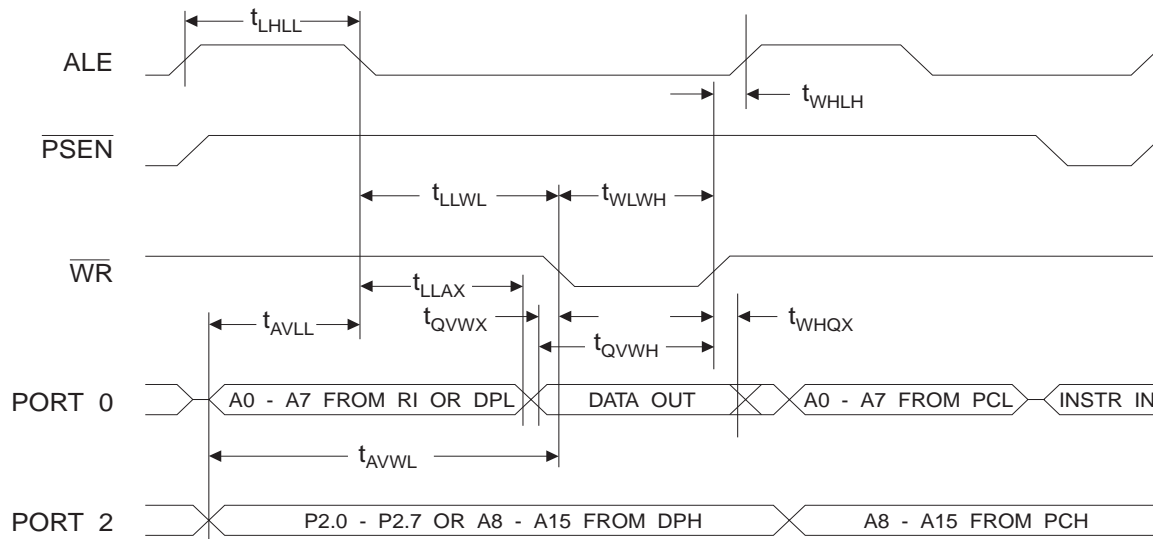 tLHLL
ALE
tWHLH
PSEN
tLLWL
tWLWH
WR
tLLAX
tQVWX
tWHQX
tAVLL
tQVWH
PORT 0
A0 - A7 FROM RI OR DPL
DATA OUT
A0 - A7 FROM PCL
INSTR IN
tAVWL
PORT 2
P2.0 - P2.7 OR A8 - A15 FROM DPH
A8 - A15 FROM PCH